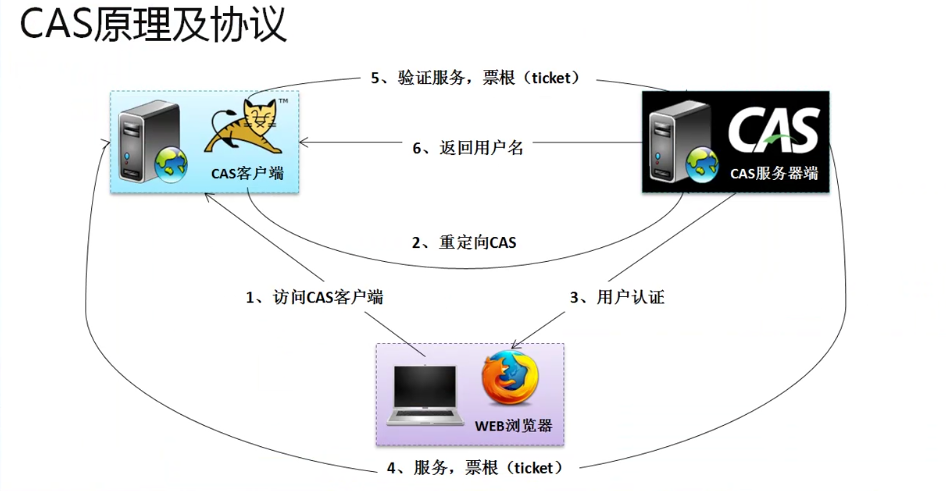 CAS原理及协议
5、验证服务，票根（ticket）
TM
CAS
CAS客户端
6、返回用户名
CAS服务器端
2、重定向CAS
1、访问CAS客户端
3、用户认证
WEB浏览器
4、服务，票根（ticket）